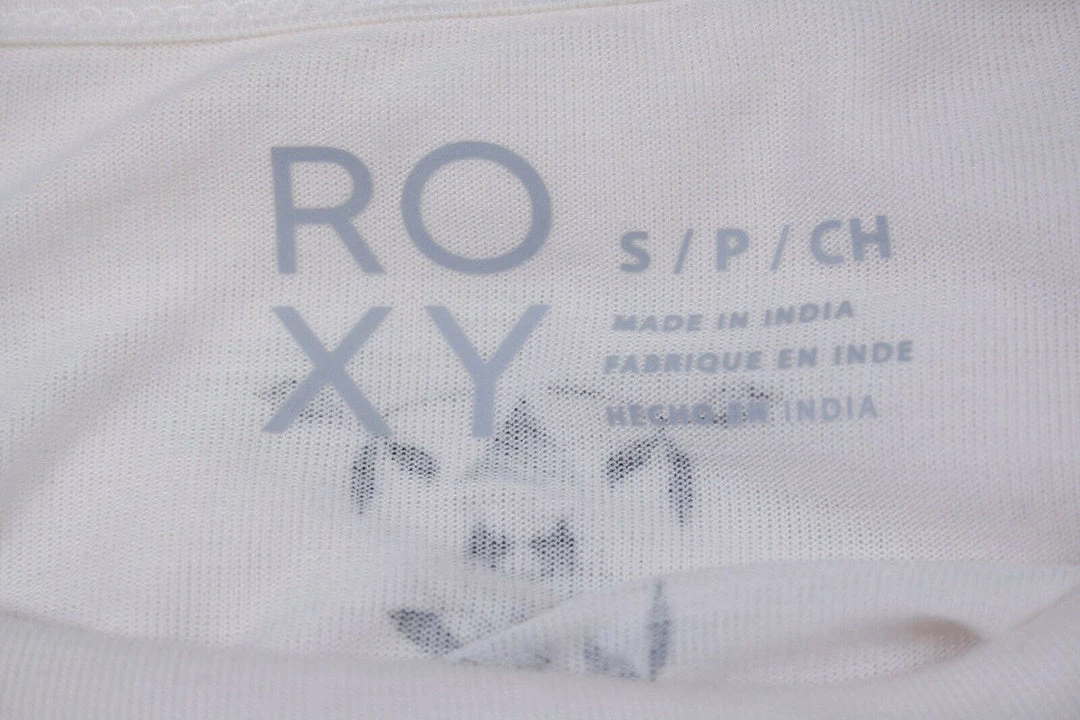 RO
XY
S / P / CH
MADE IN INDIA
FABRIQUE EN INDE
HECHO EN INDIA